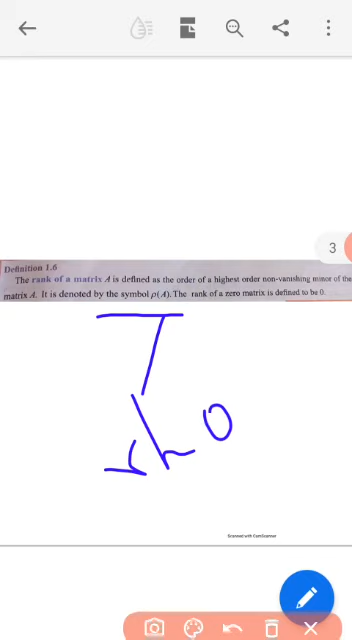 3
Definition 1.6
The rank of a matrix A is defined as the order of a highest order non-vanishing minor of the
matrix A. It is denoted by the symbol ρ(A). The rank of a zero matrix is defined to be 0.
rho
Scanned with CamScanner